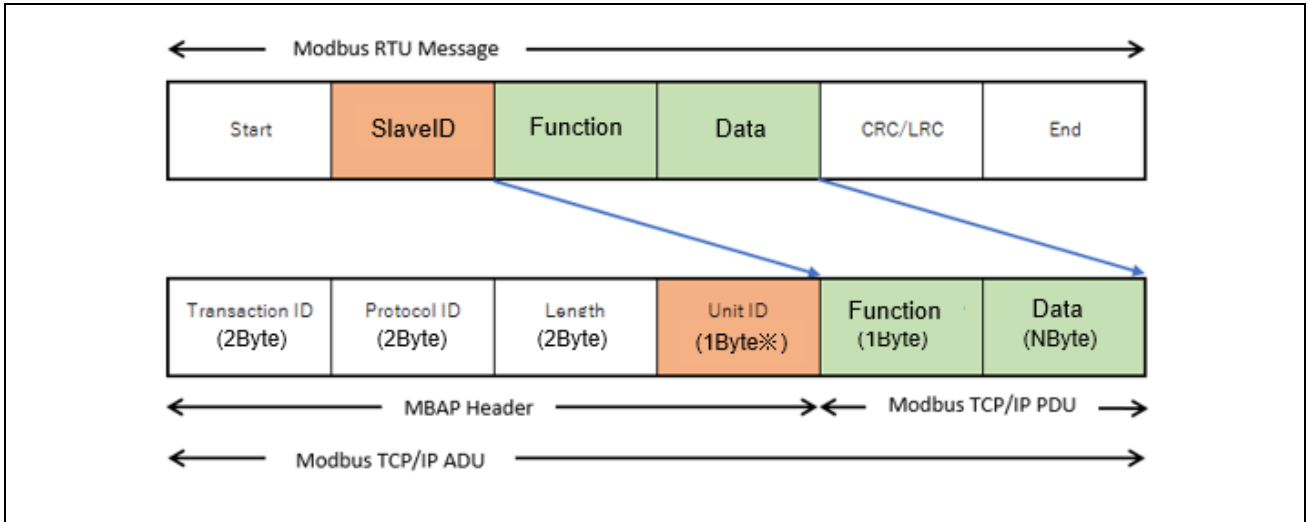 Modbus RTU Message
Start SlaveID Function Data CRC/LRC End
Transaction ID Protocol ID Length Unit ID Function Data
(2Byte) (2Byte) (2Byte) (1Byte※) (1Byte) (NByte)
MBAP Header Modbus TCP/IP PDU
Modbus TCP/IP ADU